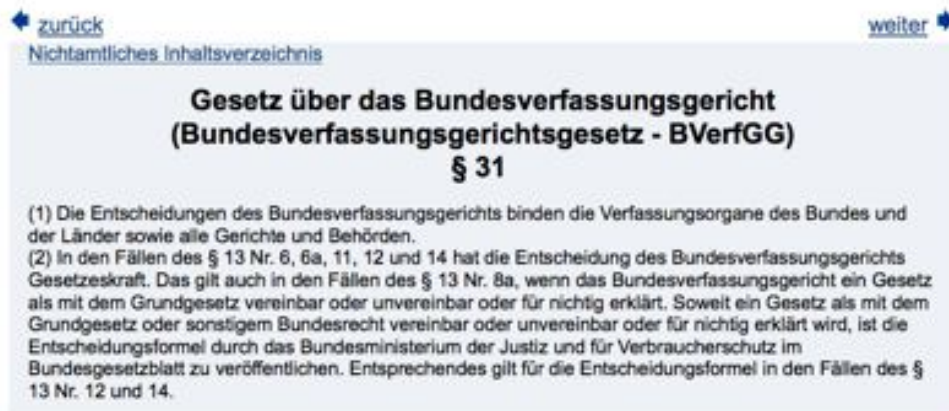 zurück
weiter
Nichtamtliches Inhaltsverzeichnis
Gesetz über das Bundesverfassungsgericht
(Bundesverfassungsgerichtsgesetz - BVerfGG)
§ 31
(1) Die Entscheidungen des Bundesverfassungsgerichts binden die Verfassungsorgane des Bundes und
der Länder sowie alle Gerichte und Behörden.
(2) In den Fällen des § 13 Nr. 6, 6a, 11, 12 und 14 hat die Entscheidung des Bundesverfassungsgerichts
Gesetzeskraft. Das gilt auch in den Fällen des § 13 Nr. 8a, wenn das Bundesverfassungsgericht ein Gesetz
als mit dem Grundgesetz vereinbar oder unvereinbar oder für nichtig erklärt. Soweit ein Gesetz als mit dem
Grundgesetz oder sonstigem Bundesrecht vereinbar oder unvereinbar oder für nichtig erklärt wird, ist die
Entscheidungsformel durch das Bundesministerium der Justiz und für Verbraucherschutz im
Bundesgesetzblatt zu veröffentlichen. Entsprechendes gilt für die Entscheidungsformel in den Fällen des §
13 Nr. 12 und 14.